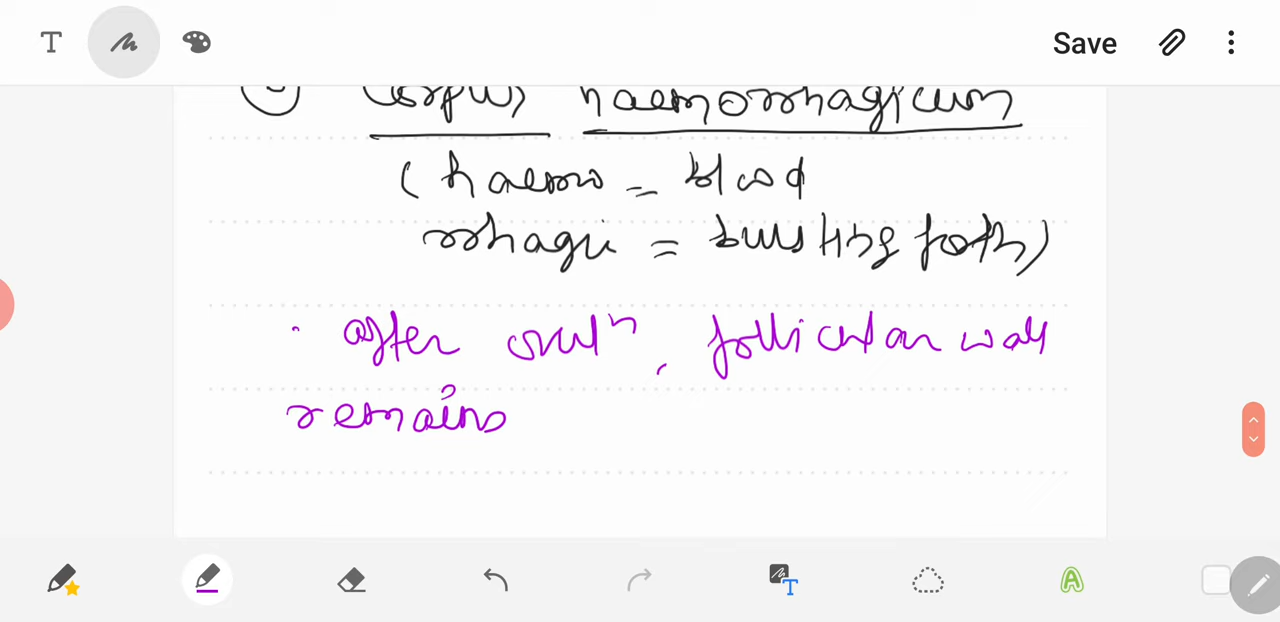 T Save
Corpus haemorrhagicum
(haemo = blood
rrhagi = bursting forth)
. after ovulⁿ, follicular wall
remains
T
A